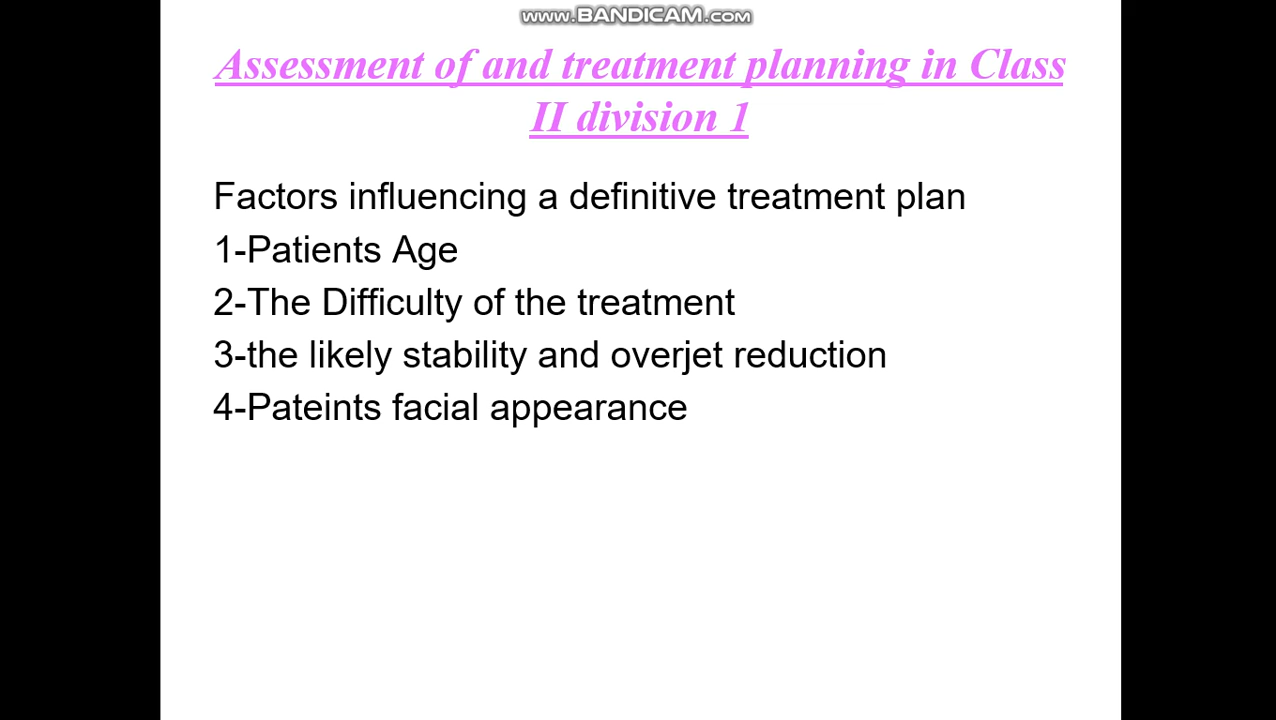 www.BANDICAM.com
Assessment of and treatment planning in Class
II division 1
Factors influencing a definitive treatment plan
1-Patients Age
2-The Difficulty of the treatment
3-the likely stability and overjet reduction
4-Pateints facial appearance